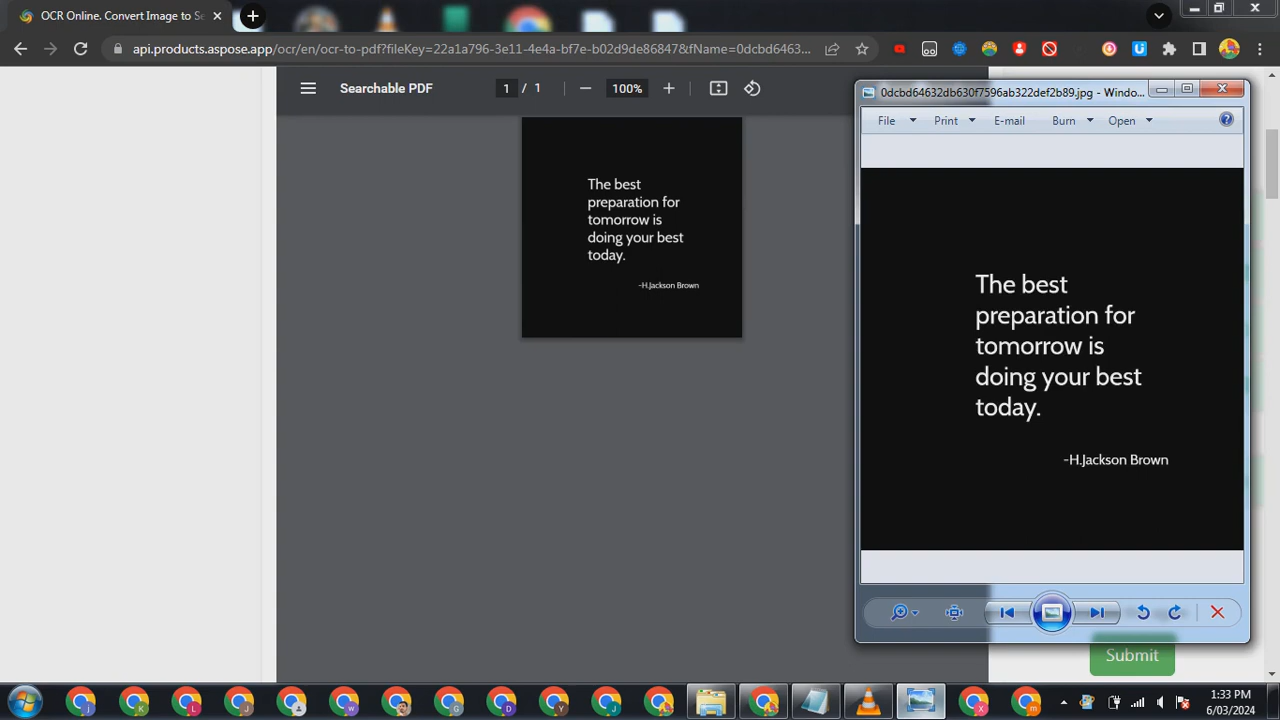 OCR Online. Convert Image to Se
api.products.aspose.app/ocr/en/ocr-to-pdf?fileKey=22a1a796-3e11-4e4a-bf7e-b02d9de86847&fName=0dcbd6463...
Searchable PDF
1 / 1
100%
The best
preparation for
tomorrow is
doing your best
today.
-H.Jackson Brown
0dcbd64632db630f7596ab322def2b89.jpg - Windo...
File
Print
E-mail
Burn
Open
The best
preparation for
tomorrow is
doing your best
today.
-H.Jackson Brown
Submit
1:33 PM
6/03/2024